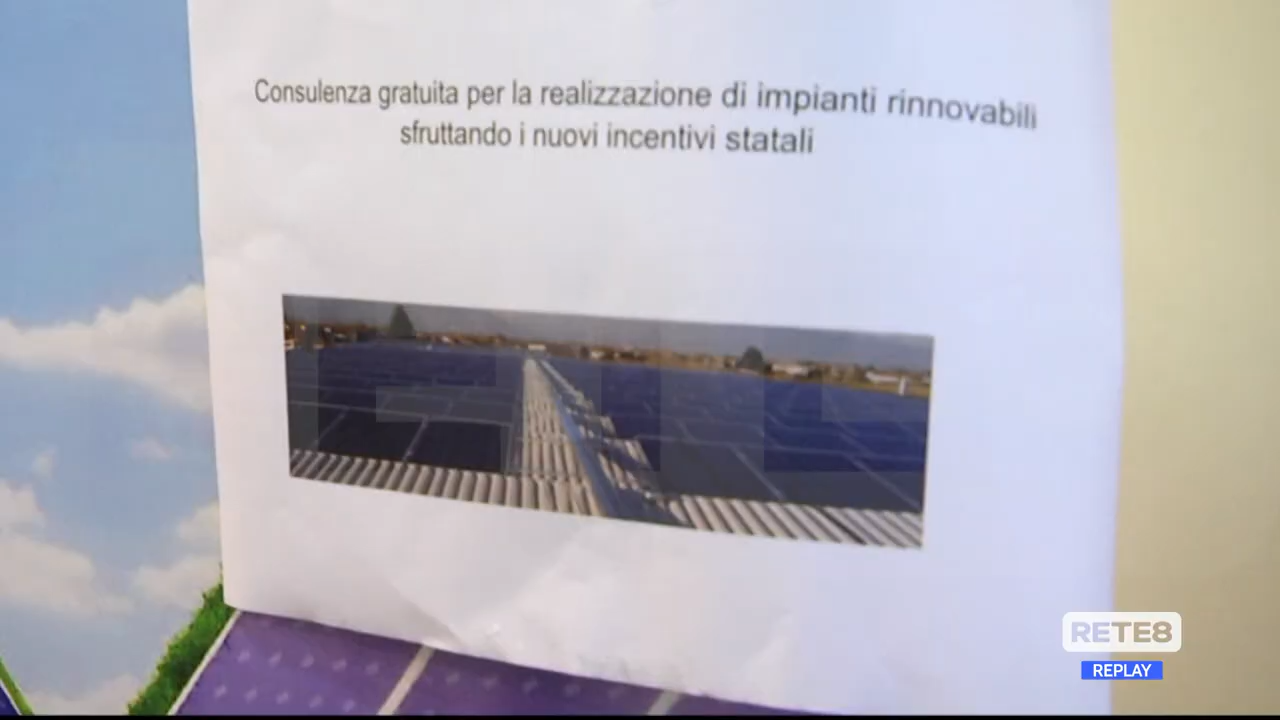 Consulenza gratuita per la realizzazione di impianti rinnovabili
sfruttando i nuovi incentivi statali
RETE8
REPLAY